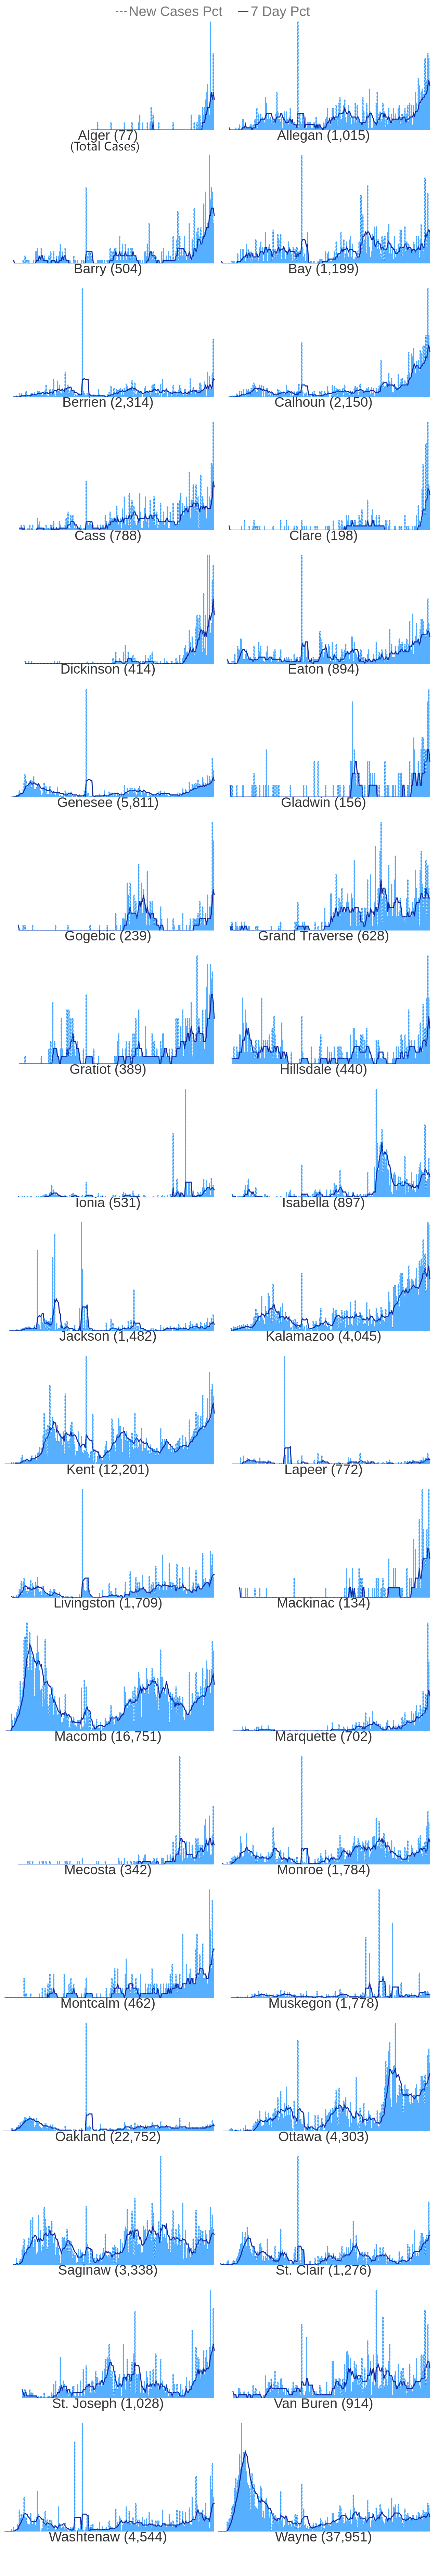 New Cases Pct 7 Day Pct
Alger (77) Allegan (1,015)
(Total Cases)
Barry (504) Bay (1,199)
Berrien (2,314) Calhoun (2,150)
Cass (788) Clare (198)
Dickinson (414) Eaton (894)
Genesee (5,811) Gladwin (156)
Gogebic (239) Grand Traverse (628)
Gratiot (389) Hillsdale (440)
Ionia (531) Isabella (897)
Jackson (1,482) Kalamazoo (4,045)
Kent (12,201) Lapeer (772)
Livingston (1,709) Mackinac (134)
Macomb (16,751) Marquette (702)
Mecosta (342) Monroe (1,784)
Montcalm (462) Muskegon (1,778)
Oakland (22,752) Ottawa (4,303)
Saginaw (3,338) St. Clair (1,276)
St. Joseph (1,028) Van Buren (914)
Washtenaw (4,544) Wayne (37,951)